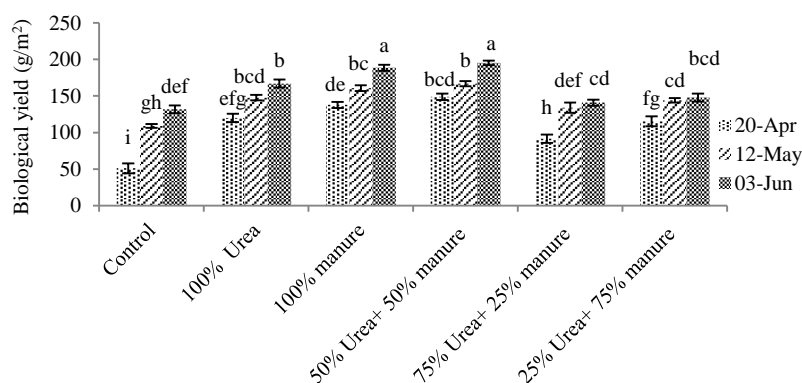 Biological yield (g/m²)
250
200
150
100
50
0
i
gh
def
efg
bcd
b
de
bc
a
bcd
b
a
h
def
cd
fg
cd
bcd
20-Apr
12-May
03-Jun
Control
100% Urea
100% manure
50% Urea+ 50% manure
75% Urea+ 25% manure
25% Urea+ 75% manure